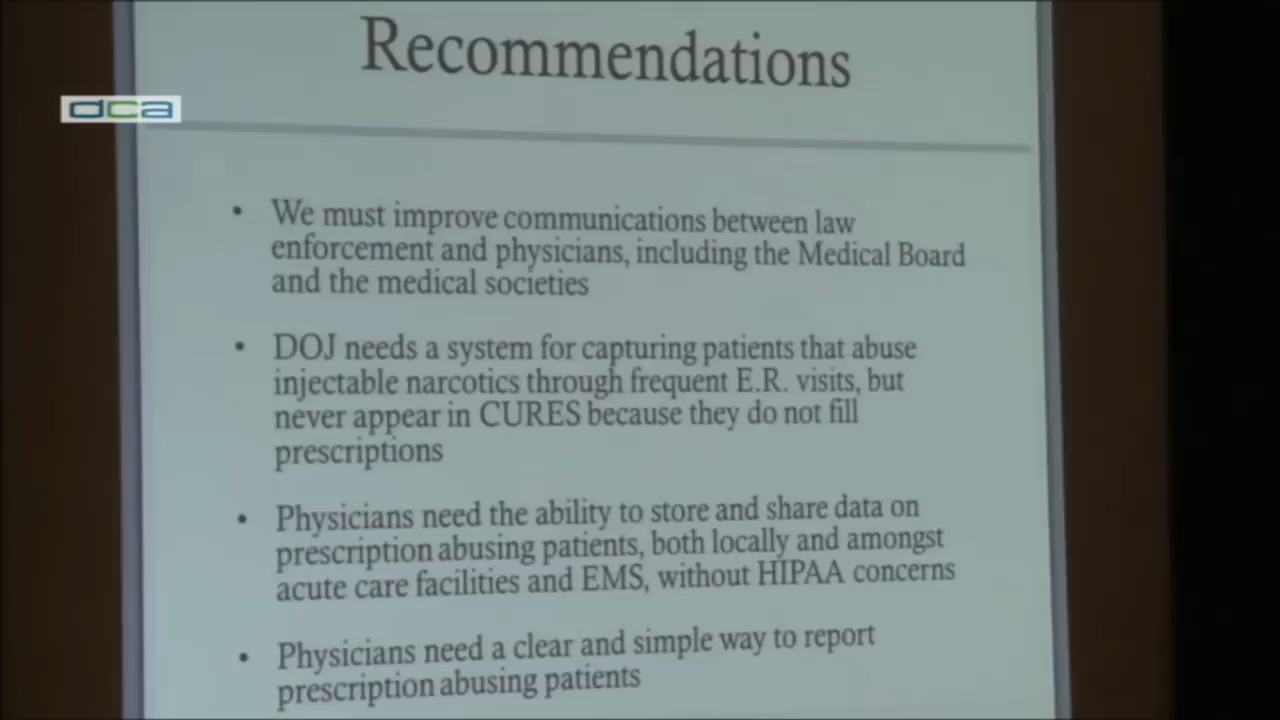 Recommendations
dca
• We must improve communications between law
enforcement and physicians, including the Medical Board
and the medical societies
• DOJ needs a system for capturing patients that abuse
injectable narcotics through frequent E.R. visits, but
never appear in CURES because they do not fill
prescriptions
• Physicians need the ability to store and share data on
prescription abusing patients, both locally and amongst
acute care facilities and EMS, without HIPAA concerns
• Physicians need a clear and simple way to report
prescription abusing patients